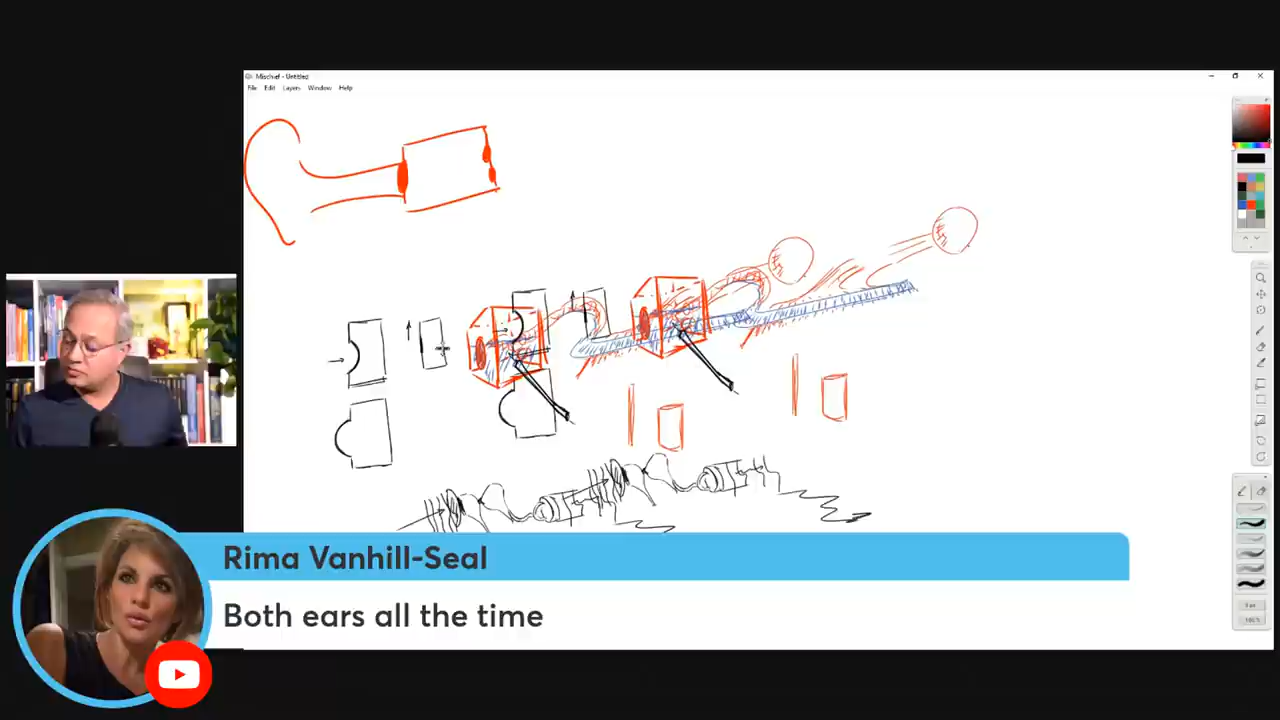 Mischief - Untitled
File Edit Layers Window Help
Rima Vanhill-Seal
Both ears all the time